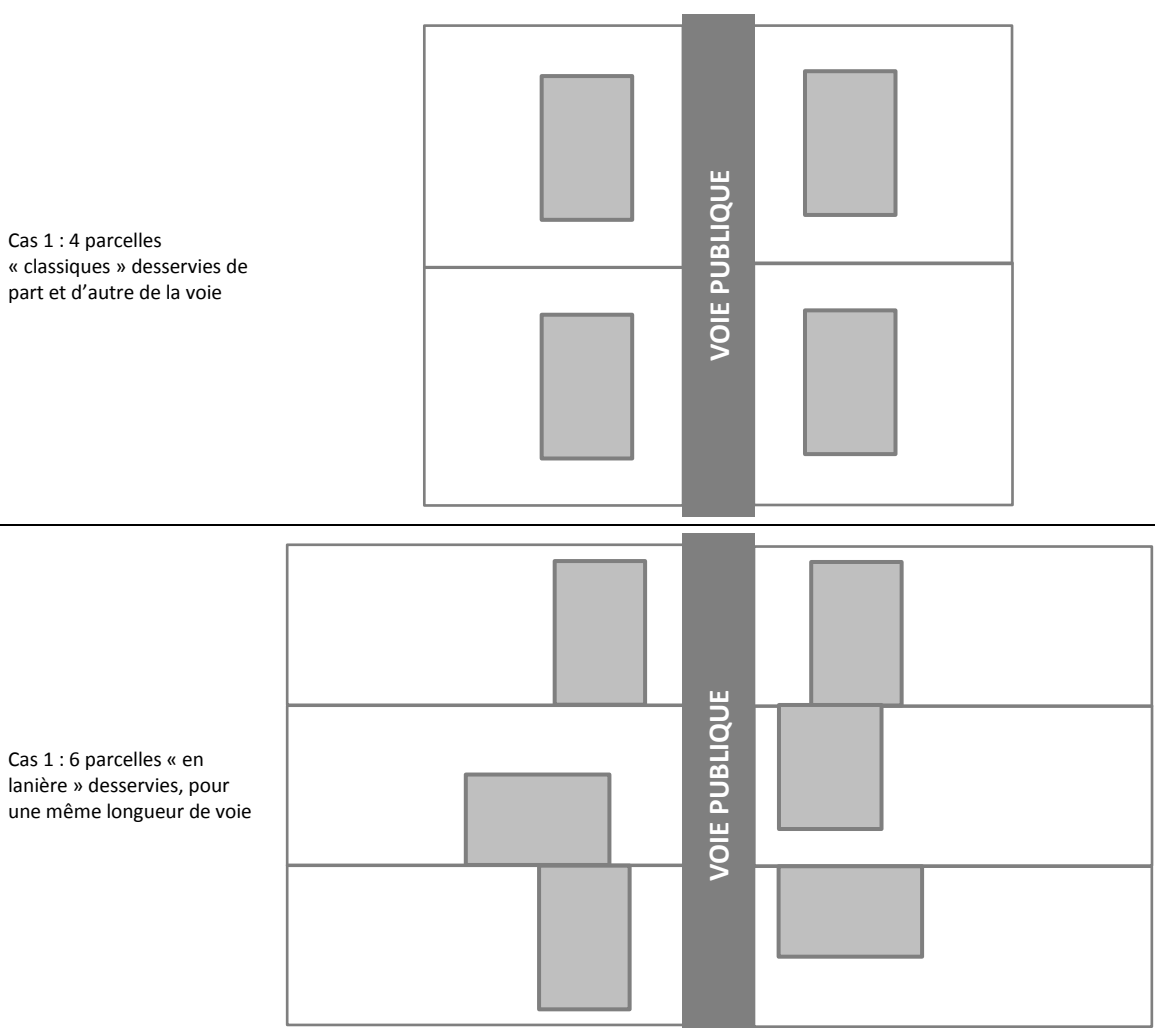 Cas 1 : 4 parcelles
« classiques » desservies de
part et d'autre de la voie
VOIE PUBLIQUE
Cas 1 : 6 parcelles « en
lanière » desservies, pour
une même longueur de voie
VOIE PUBLIQUE